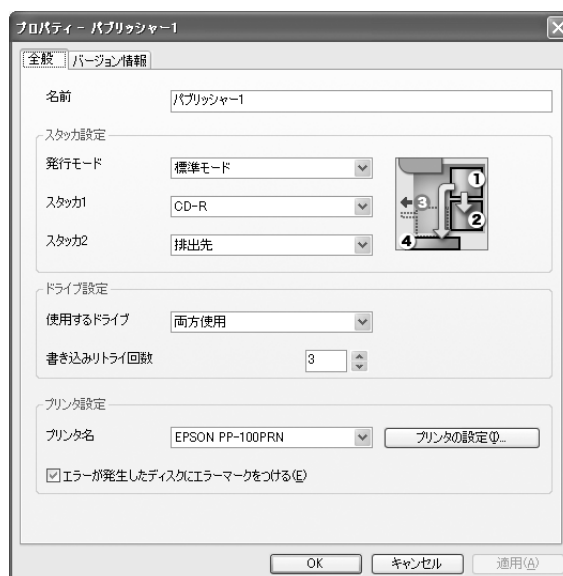 プロパティー - パブリッシャー1
全般 バージョン情報
名前 パブリッシャー1
スタッカ設定
発行モード 標準モード
スタッカ1 CD-R
スタッカ2 排出先
1
2
3
4
ドライブ設定
使用するドライブ 両方使用
書き込みリトライ回数 3
プリンタ設定
プリンタ名 EPSON PP-100PRN プリンタの設定(I)...
エラーが発生したディスクにエラーマークをつける(E)
OK キャンセル 適用(A)